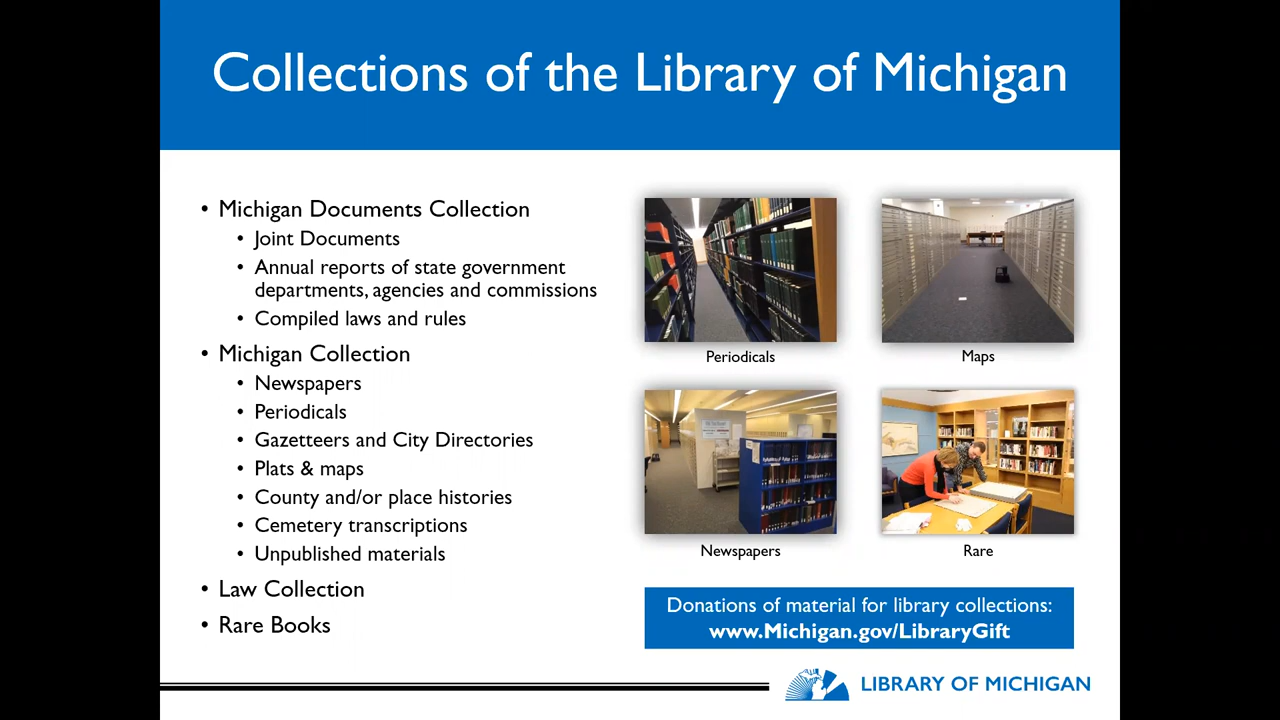 Collections of the Library of Michigan
• Michigan Documents Collection
• Joint Documents
• Annual reports of state government
departments, agencies and commissions
• Compiled laws and rules
• Michigan Collection
• Newspapers
• Periodicals
• Gazetteers and City Directories
• Plats & maps
• County and/or place histories
• Cemetery transcriptions
• Unpublished materials
• Law Collection
• Rare Books
Periodicals
Maps
Newspapers
Rare
Donations of material for library collections:
www.Michigan.gov/LibraryGift
LIBRARY OF MICHIGAN